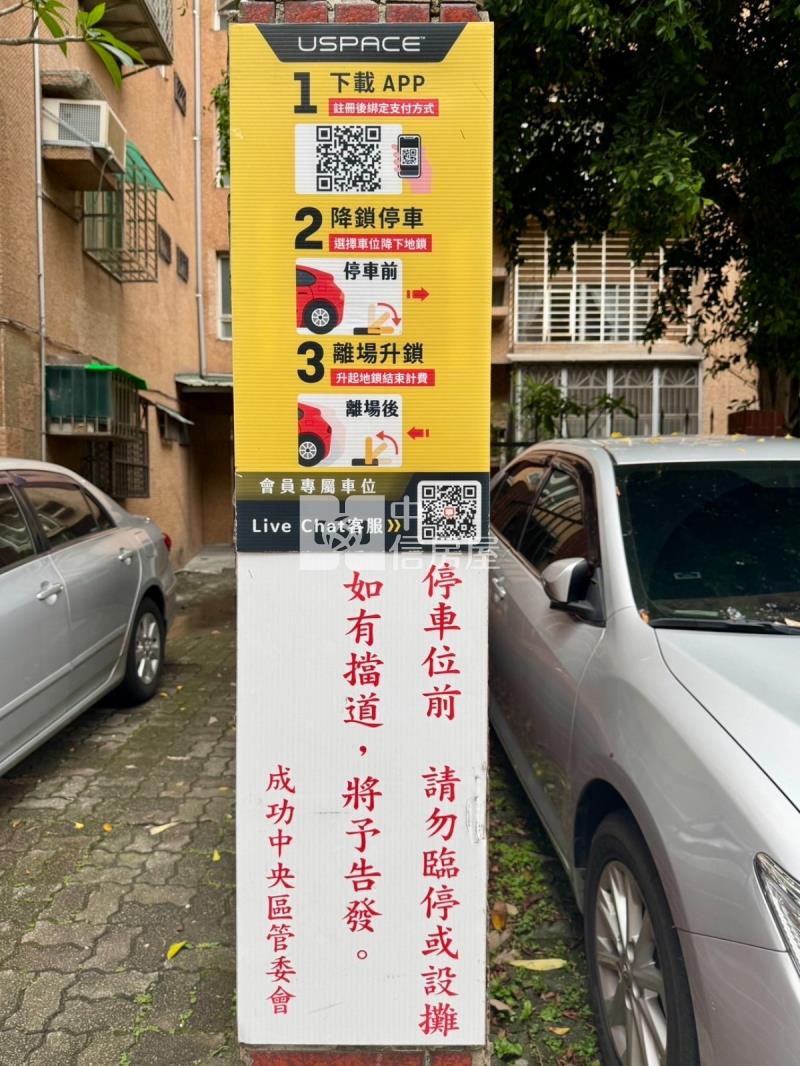 USPACE™
1 下載 APP
註冊後綁定支付方式
2 降鎖停車
選擇車位降下地鎖
停車前
3 離場升鎖
升起地鎖結束計費
離場後
會員專屬車位
Live Chat客服
中信房屋
停車位前 請勿臨停或設攤
如有擋道，將予告發。
成功中央區管委會